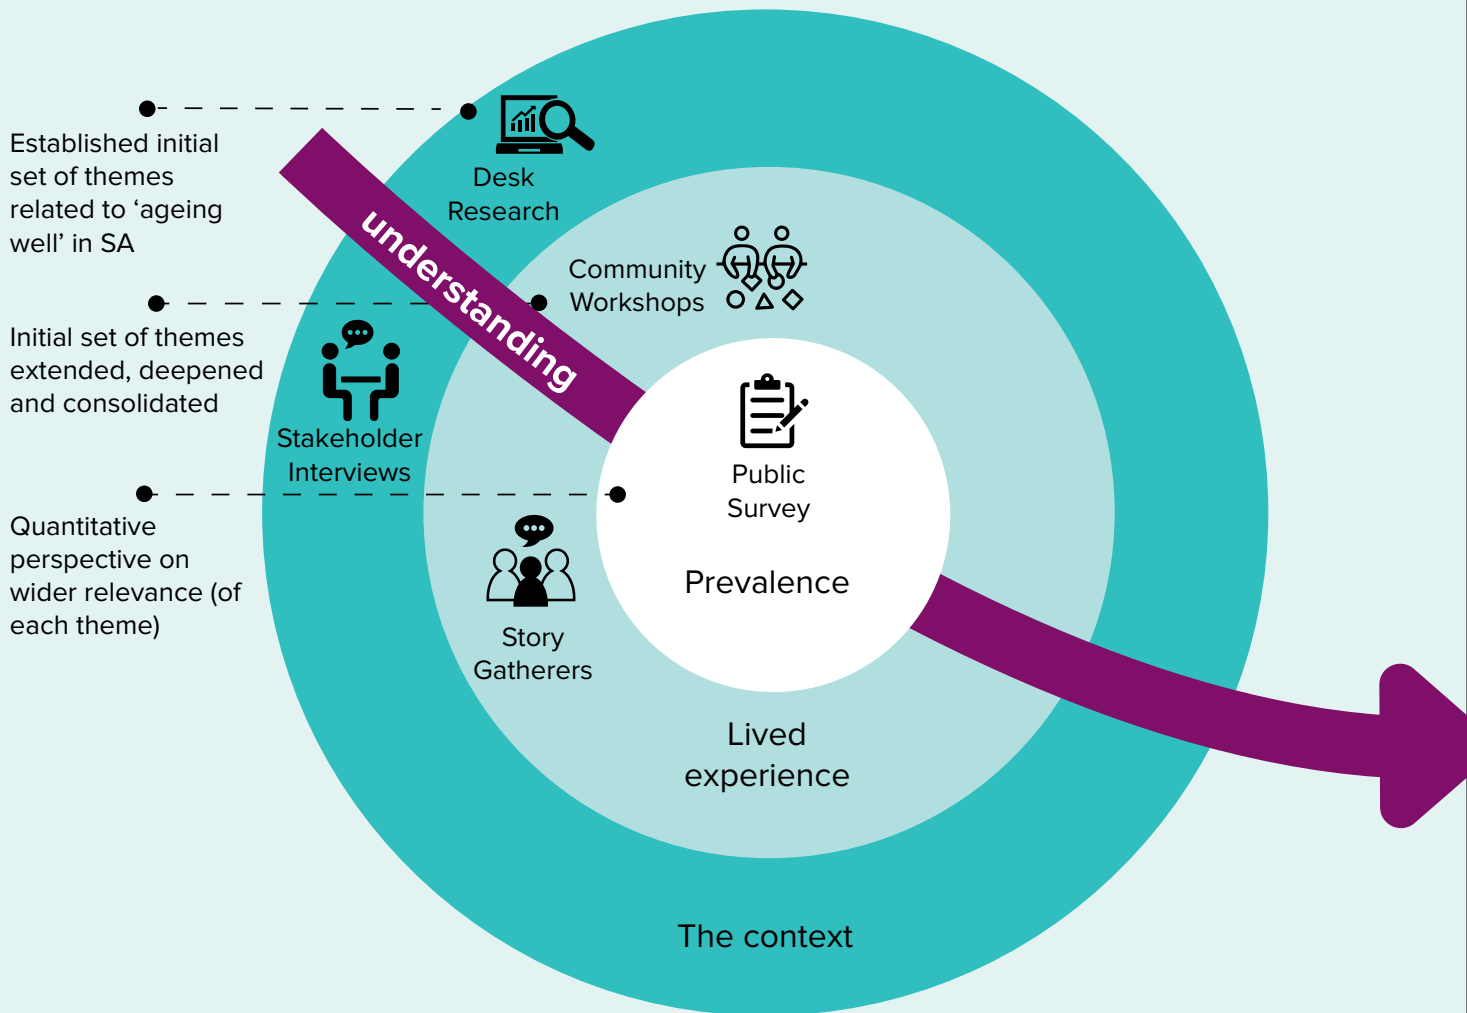 Established initial
set of themes
related to ‘ageing
well’ in SA
Initial set of themes
extended, deepened
and consolidated
Quantitative
perspective on
wider relevance (of
each theme)
understanding
Desk
Research
Stakeholder
Interviews
Community
Workshops
Story
Gatherers
Public
Survey
Prevalence
Lived
experience
The context